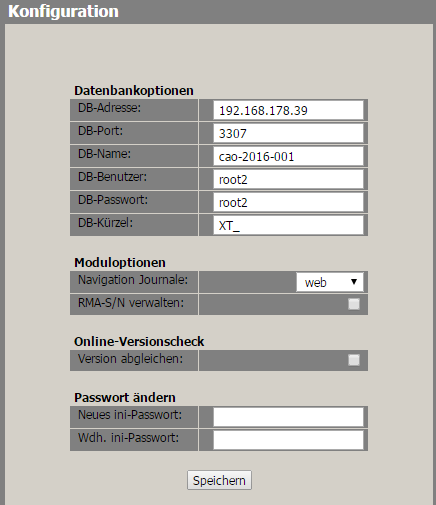 Konfiguration
Datenbankoptionen
DB-Adresse: 192.168.178.39
DB-Port: 3307
DB-Name: cao-2016-001
DB-Benutzer: root2
DB-Passwort: root2
DB-Kürzel: XT_
Moduloptionen
Navigation Journale: web
RMA-S/N verwalten:
Online-Versionscheck
Version abgleichen:
Passwort ändern
Neues ini-Passwort:
Wdh. ini-Passwort:
Speichern